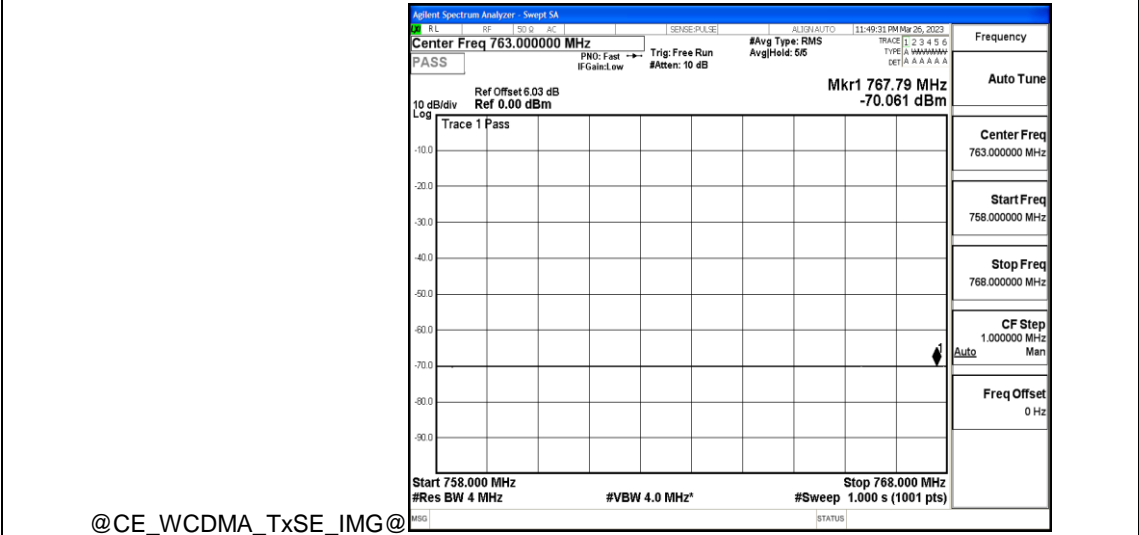 Agilent Spectrum Analyzer - Swept SA
RL RF 50 Ω AC SENSE:PULSE ALIGNAUTO 11:49:31 PM Mar 26, 2023
Center Freq 763.000000 MHz
PASS
PNO: Fast
IFGain:Low
Trig: Free Run
#Atten: 10 dB
#Avg Type: RMS
Avg|Hold: 5/5
TRACE 1 2 3 4 5 6
TYPE A WWWWW
DET A A A A A A
Mkr1 767.79 MHz
-70.061 dBm
Ref Offset 6.03 dB
10 dB/div Ref 0.00 dBm
Log
Trace 1 Pass
-10.0
-20.0
-30.0
-40.0
-50.0
-60.0
1
-70.0
-80.0
-90.0
Start 758.000 MHz Stop 768.000 MHz
#Res BW 4 MHz #VBW 4.0 MHz* #Sweep 1.000 s (1001 pts)
MSG STATUS
Frequency
Auto Tune
Center Freq
763.000000 MHz
Start Freq
758.000000 MHz
Stop Freq
768.000000 MHz
CF Step
1.000000 MHz
Auto Man
Freq Offset
0 Hz
@CE_WCDMA_TxSE_IMG@